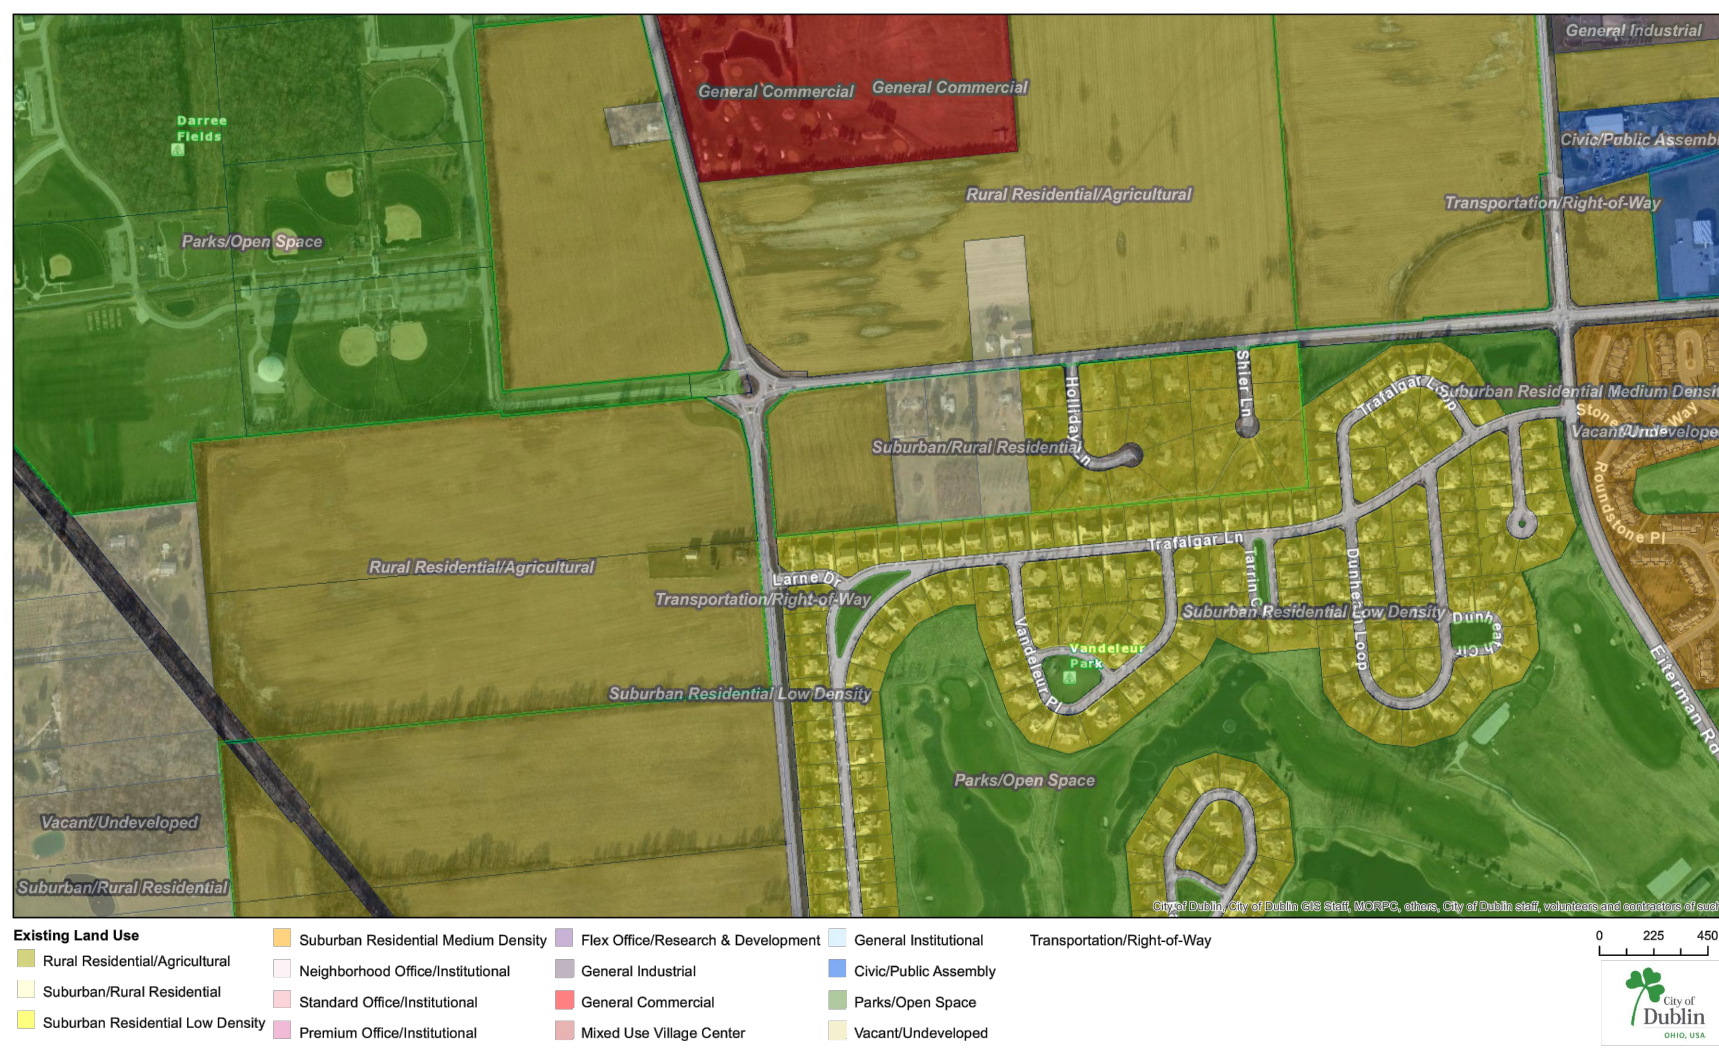 General Industrial
General Commercial
General Commercial
Darree
Fields
Civic/Public Assembl
Rural Residential/Agricultural
Transportation/Right-of-Way
Parks/Open Space
Shier Ln
Holliday Ln
Trafalgar Loop
Suburban Residential Medium Densit
Vacant/Undevelope
Suburban/Rural Residential
Roundstone Pl
Trafalgar Ln
Rural Residential/Agricultural
Larne Dr
Transportation/Right-of-Way
Dunheath Loop
Suburban Residential Low Density
Dunheath Cir
Vandeleur
Park
Vandeleur Pl
Eiterman Rd
Suburban Residential Low Density
Parks/Open Space
Vacant/Undeveloped
Suburban/Rural Residential
City of Dublin, City of Dublin GIS Staff, MORPC, others, City of Dublin staff, volunteers and contractors of such
Existing Land Use
Rural Residential/Agricultural
Suburban/Rural Residential
Suburban Residential Low Density
Suburban Residential Medium Density
Neighborhood Office/Institutional
Standard Office/Institutional
Premium Office/Institutional
Flex Office/Research & Development
General Industrial
General Commercial
Mixed Use Village Center
General Institutional
Civic/Public Assembly
Parks/Open Space
Vacant/Undeveloped
Transportation/Right-of-Way
0 225 450
City of
Dublin
OHIO, USA